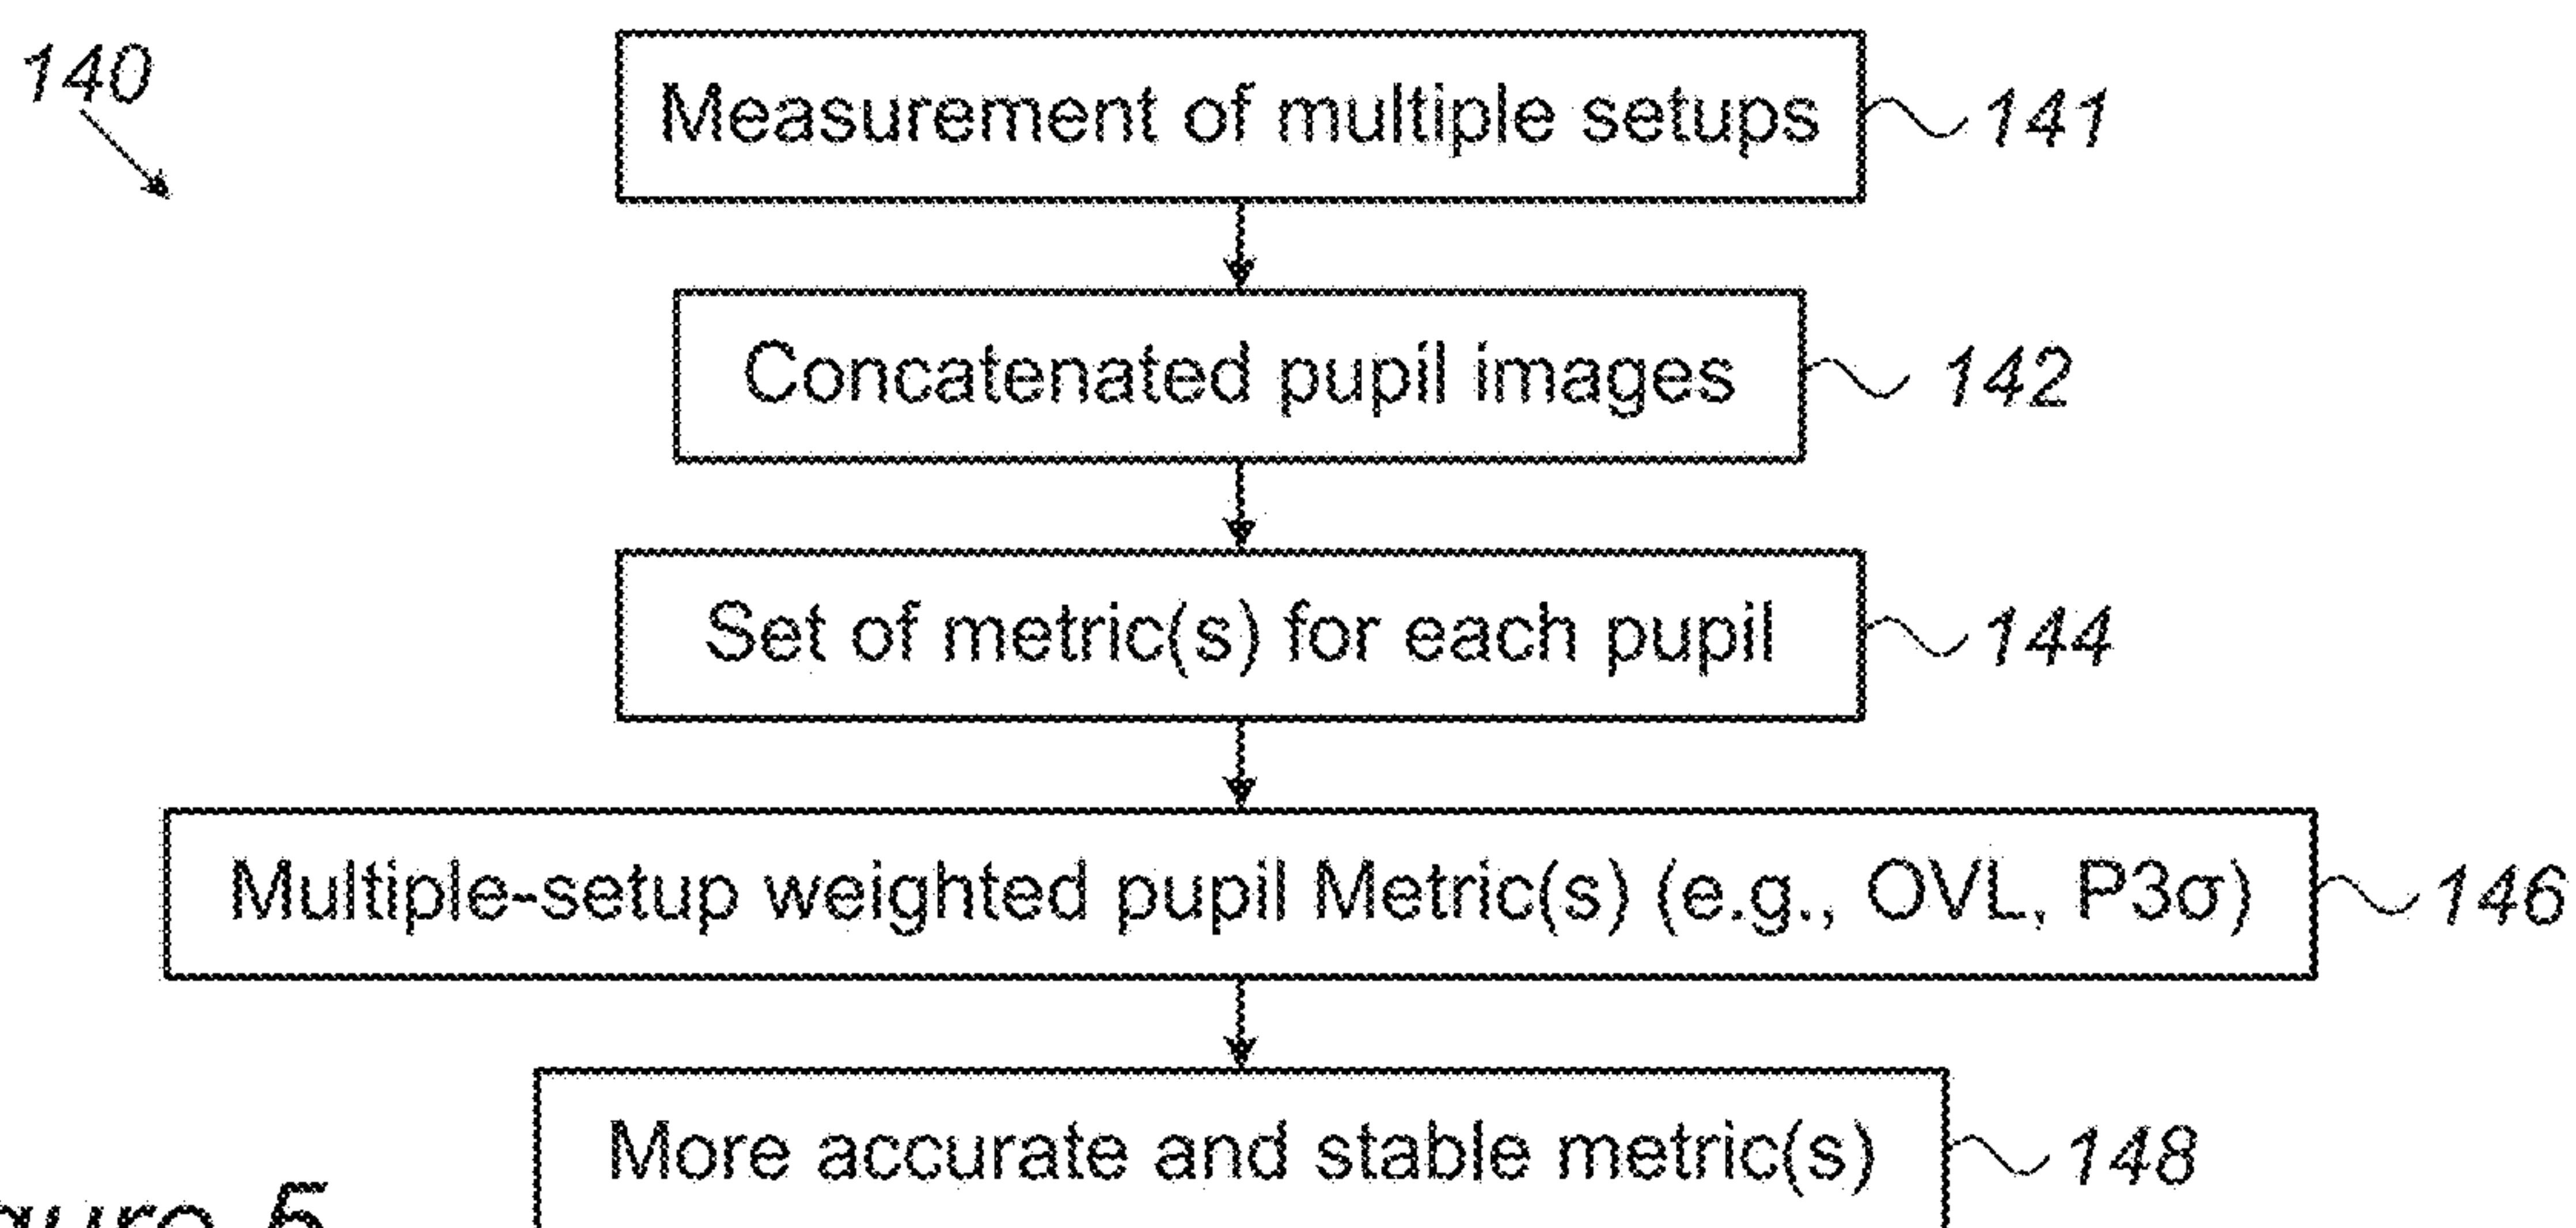 140
Measurement of multiple setups 141
Concatenated pupil images 142
Set of metric(s) for each pupil 144
Multiple-setup weighted pupil Metric(s) (e.g., OVL, P3σ) 146
More accurate and stable metric(s) 148
5